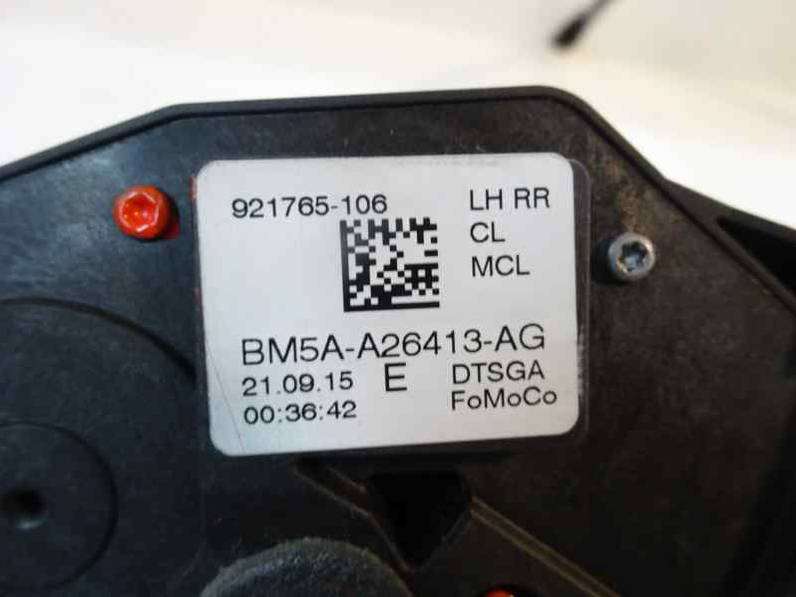 921765-106 LH RR
CL
MCL
BM5A-A26413-AG
21.09.15 E DTSGA
00:36:42 FoMoCo